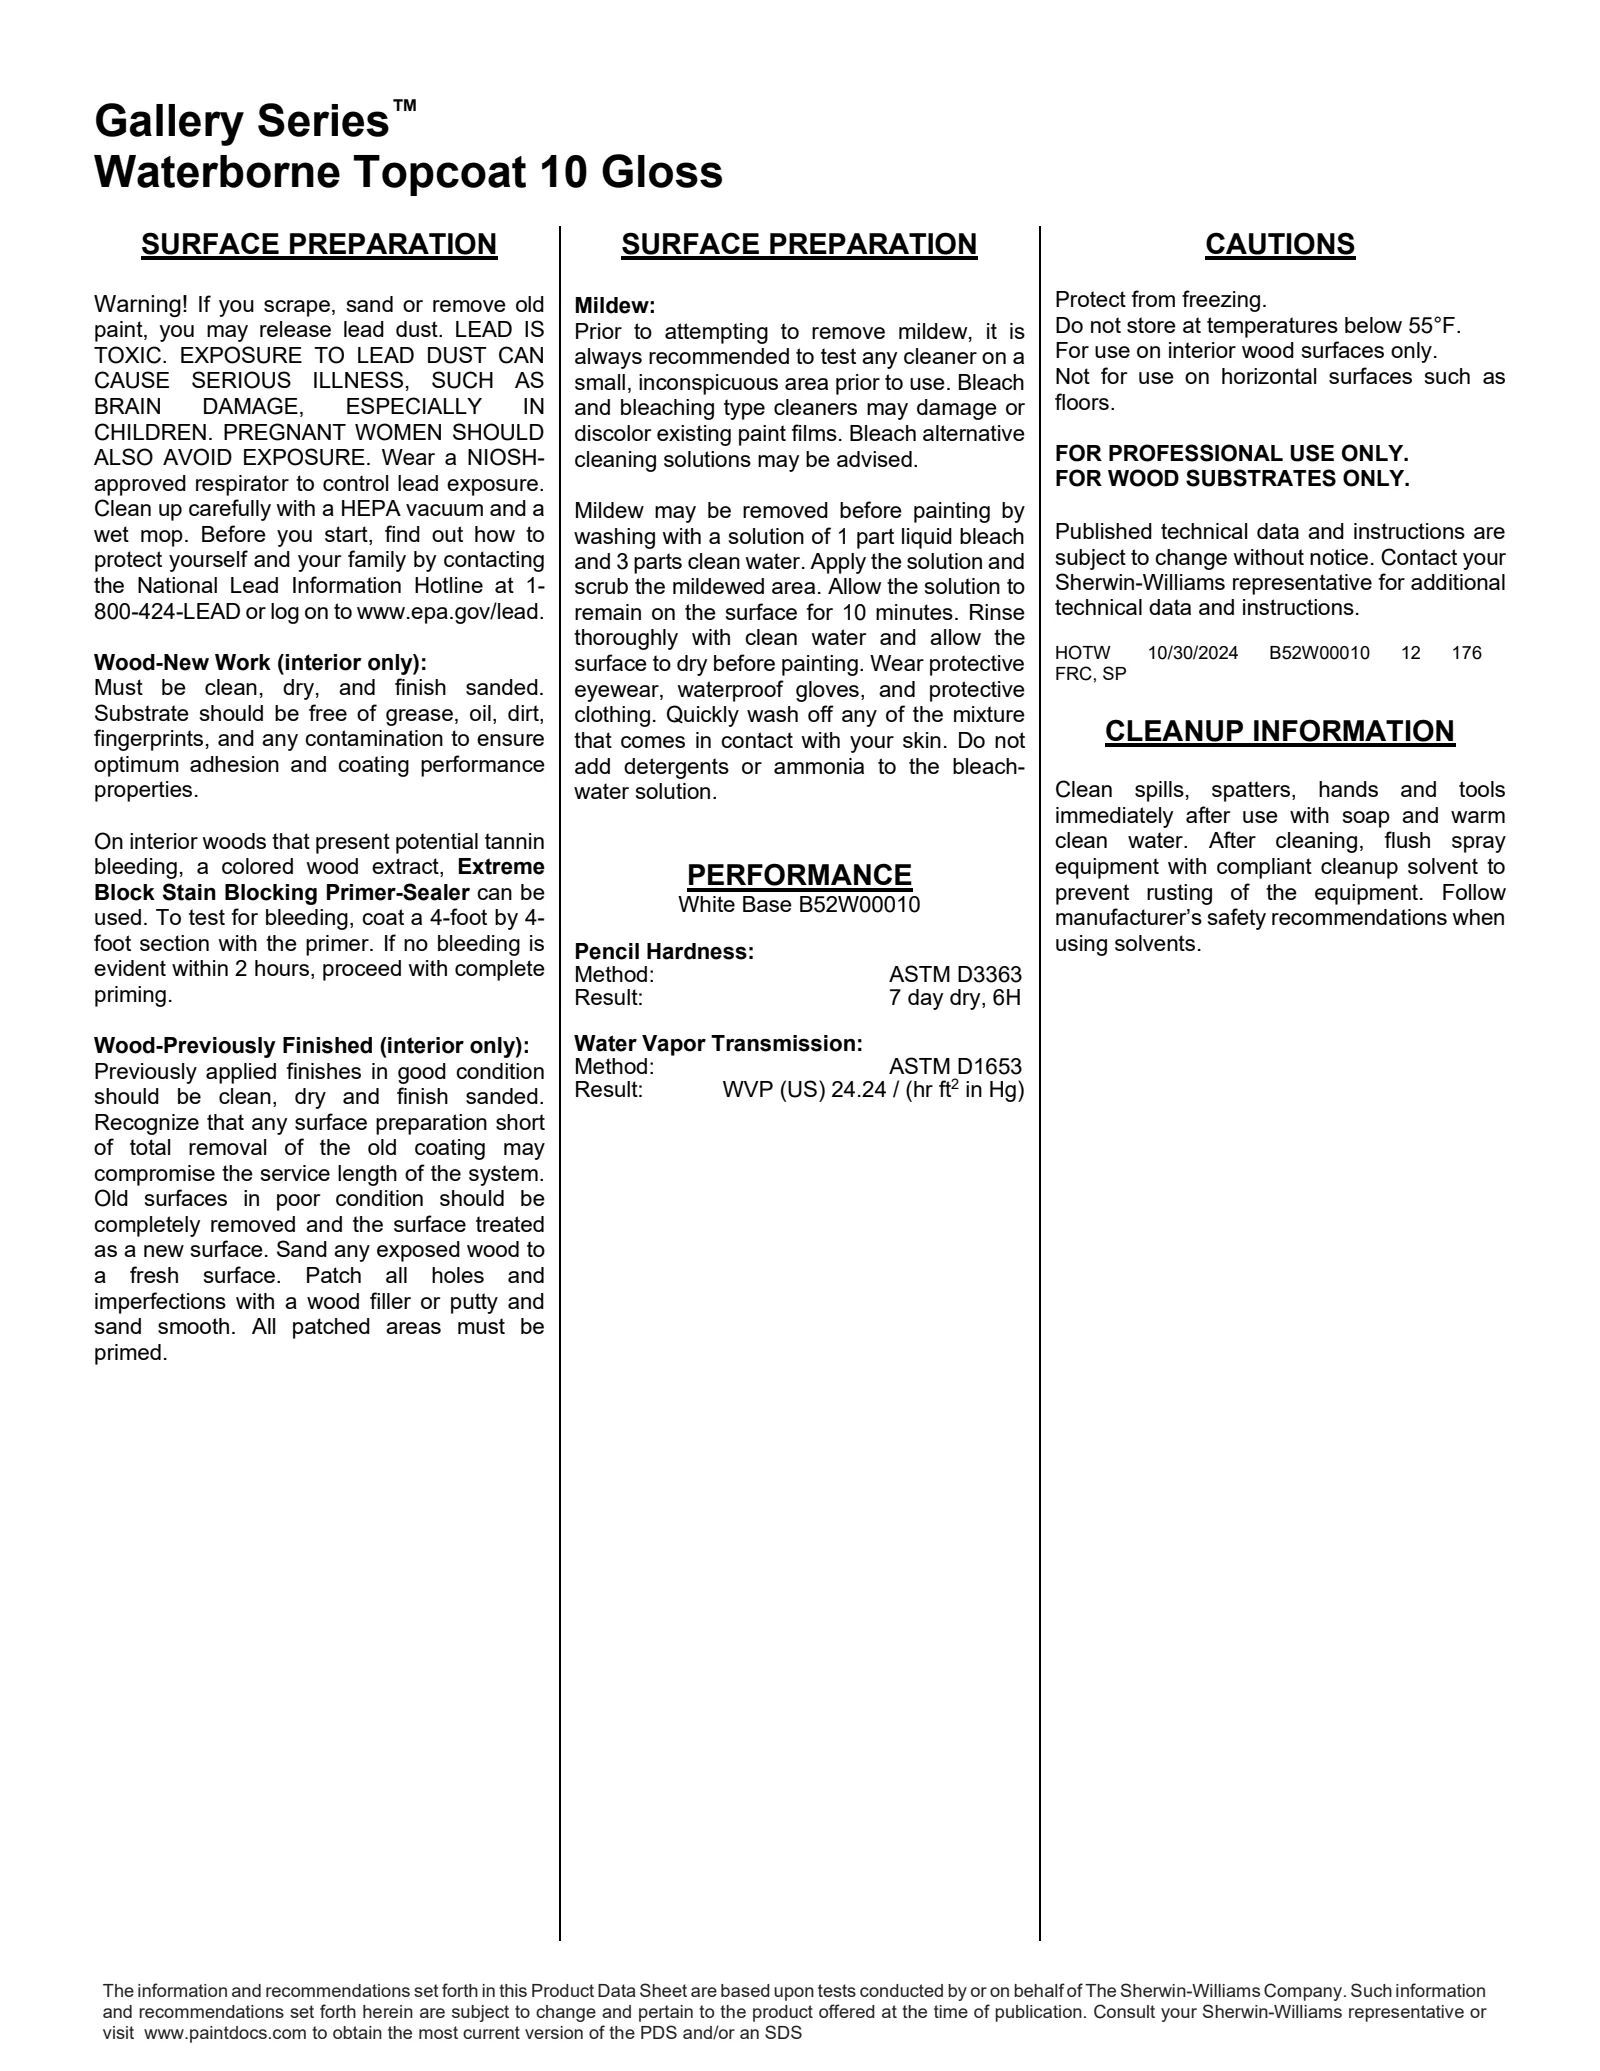 Gallery Series™
Waterborne Topcoat 10 Gloss
SURFACE PREPARATION
Warning! If you scrape, sand or remove old
paint, you may release lead dust. LEAD IS
TOXIC. EXPOSURE TO LEAD DUST CAN
CAUSE SERIOUS ILLNESS, SUCH AS
BRAIN DAMAGE, ESPECIALLY IN
CHILDREN. PREGNANT WOMEN SHOULD
ALSO AVOID EXPOSURE. Wear a NIOSH-
approved respirator to control lead exposure.
Clean up carefully with a HEPA vacuum and a
wet mop. Before you start, find out how to
protect yourself and your family by contacting
the National Lead Information Hotline at 1-
800-424-LEAD or log on to www.epa.gov/lead.
Wood-New Work (interior only):
Must be clean, dry, and finish sanded.
Substrate should be free of grease, oil, dirt,
fingerprints, and any contamination to ensure
optimum adhesion and coating performance
properties.
On interior woods that present potential tannin
bleeding, a colored wood extract, Extreme
Block Stain Blocking Primer-Sealer can be
used. To test for bleeding, coat a 4-foot by 4-
foot section with the primer. If no bleeding is
evident within 2 hours, proceed with complete
priming.
Wood-Previously Finished (interior only):
Previously applied finishes in good condition
should be clean, dry and finish sanded.
Recognize that any surface preparation short
of total removal of the old coating may
compromise the service length of the system.
Old surfaces in poor condition should be
completely removed and the surface treated
as a new surface. Sand any exposed wood to
a fresh surface. Patch all holes and
imperfections with a wood filler or putty and
sand smooth. All patched areas must be
primed.
SURFACE PREPARATION
Mildew:
Prior to attempting to remove mildew, it is
always recommended to test any cleaner on a
small, inconspicuous area prior to use. Bleach
and bleaching type cleaners may damage or
discolor existing paint films. Bleach alternative
cleaning solutions may be advised.
Mildew may be removed before painting by
washing with a solution of 1 part liquid bleach
and 3 parts clean water. Apply the solution and
scrub the mildewed area. Allow the solution to
remain on the surface for 10 minutes. Rinse
thoroughly with clean water and allow the
surface to dry before painting. Wear protective
eyewear, waterproof gloves, and protective
clothing. Quickly wash off any of the mixture
that comes in contact with your skin. Do not
add detergents or ammonia to the bleach-
water solution.
PERFORMANCE
White Base B52W00010
Pencil Hardness:
Method: ASTM D3363
Result: 7 day dry, 6H
Water Vapor Transmission:
Method: ASTM D1653
Result: WVP (US) 24.24 / (hr ft² in Hg)
CAUTIONS
Protect from freezing.
Do not store at temperatures below 55°F.
For use on interior wood surfaces only.
Not for use on horizontal surfaces such as
floors.
FOR PROFESSIONAL USE ONLY.
FOR WOOD SUBSTRATES ONLY.
Published technical data and instructions are
subject to change without notice. Contact your
Sherwin-Williams representative for additional
technical data and instructions.
HOTW 10/30/2024 B52W00010 12 176
FRC, SP
CLEANUP INFORMATION
Clean spills, spatters, hands and tools
immediately after use with soap and warm
clean water. After cleaning, flush spray
equipment with compliant cleanup solvent to
prevent rusting of the equipment. Follow
manufacturer’s safety recommendations when
using solvents.
The information and recommendations set forth in this Product Data Sheet are based upon tests conducted by or on behalf of The Sherwin-Williams Company. Such information
and recommendations set forth herein are subject to change and pertain to the product offered at the time of publication. Consult your Sherwin-Williams representative or
visit www.paintdocs.com to obtain the most current version of the PDS and/or an SDS